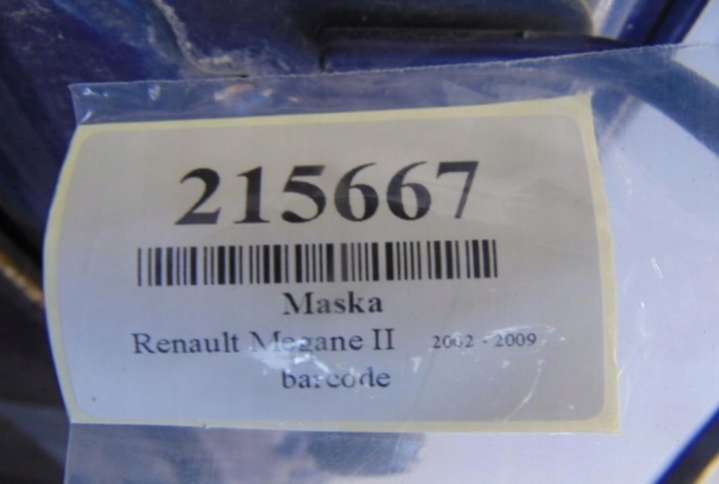 215667
Maska
Renault Megane II 2002 - 2009
barcode